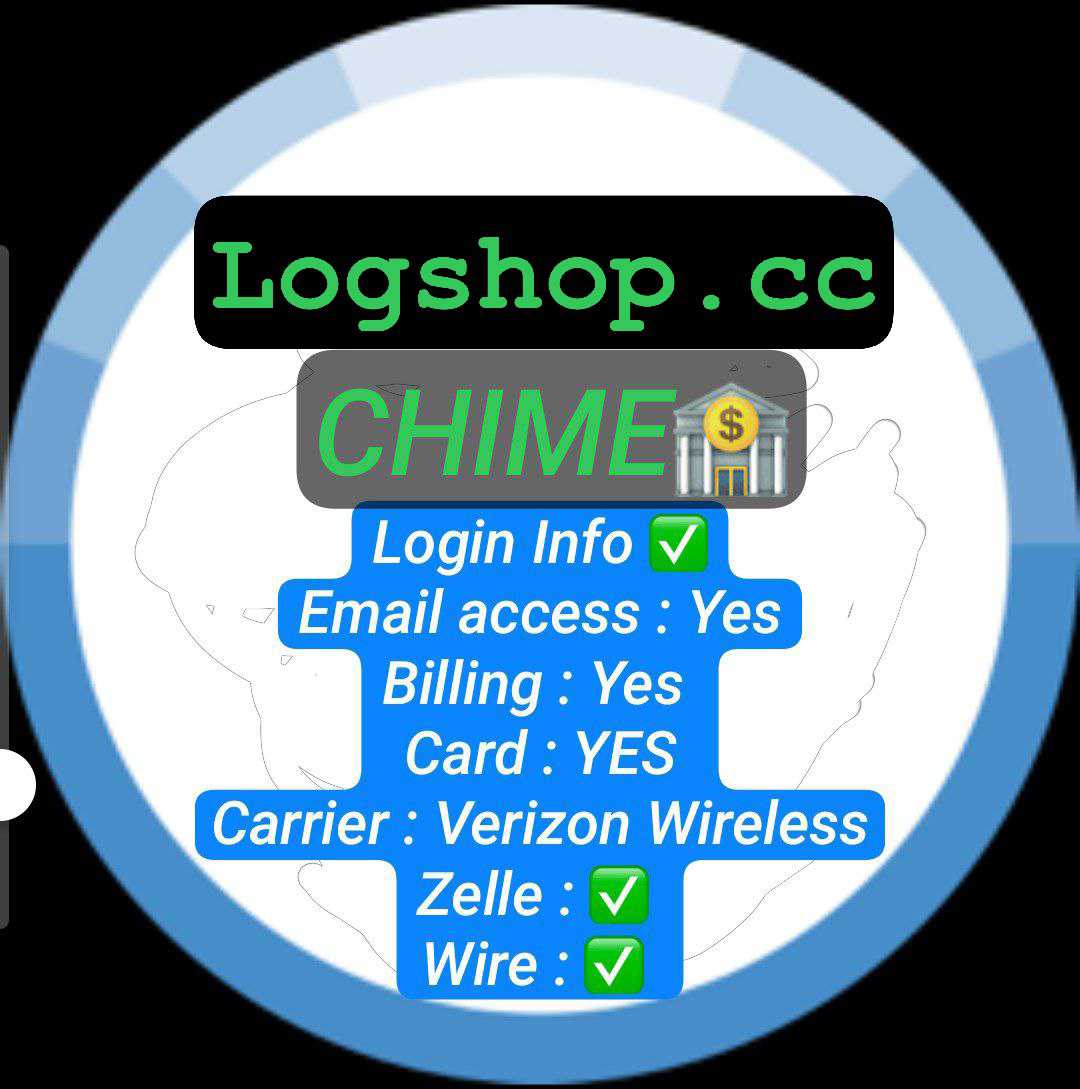 Logshop.cc
CHIME🏦
Login Info ✅
Email access : Yes
Billing : Yes
Card : YES
Carrier : Verizon Wireless
Zelle : ✅
Wire : ✅